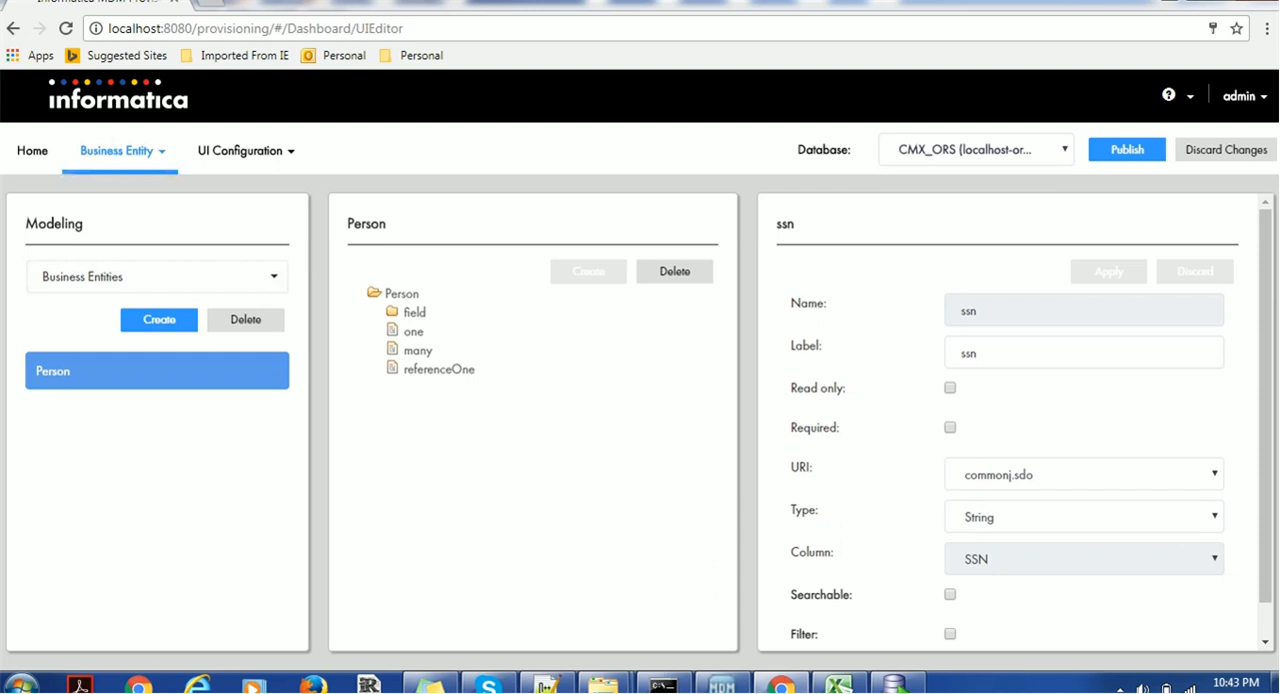 localhost:8080/provisioning/#/Dashboard/UIEditor
Apps Suggested Sites Imported From IE Personal Personal
informatica
admin
Home Business Entity UI Configuration Database: CMX_ORS (localhost-or... Publish Discard Changes
Modeling
Business Entities
Create Delete
Person
Person
Create Delete
Person
field
one
many
referenceOne
ssn
Apply Discard
Name: ssn
Label: ssn
Read only:
Required:
URI: commonj.sdo
Type: String
Column: SSN
Searchable:
Filter:
MDM
10:43 PM